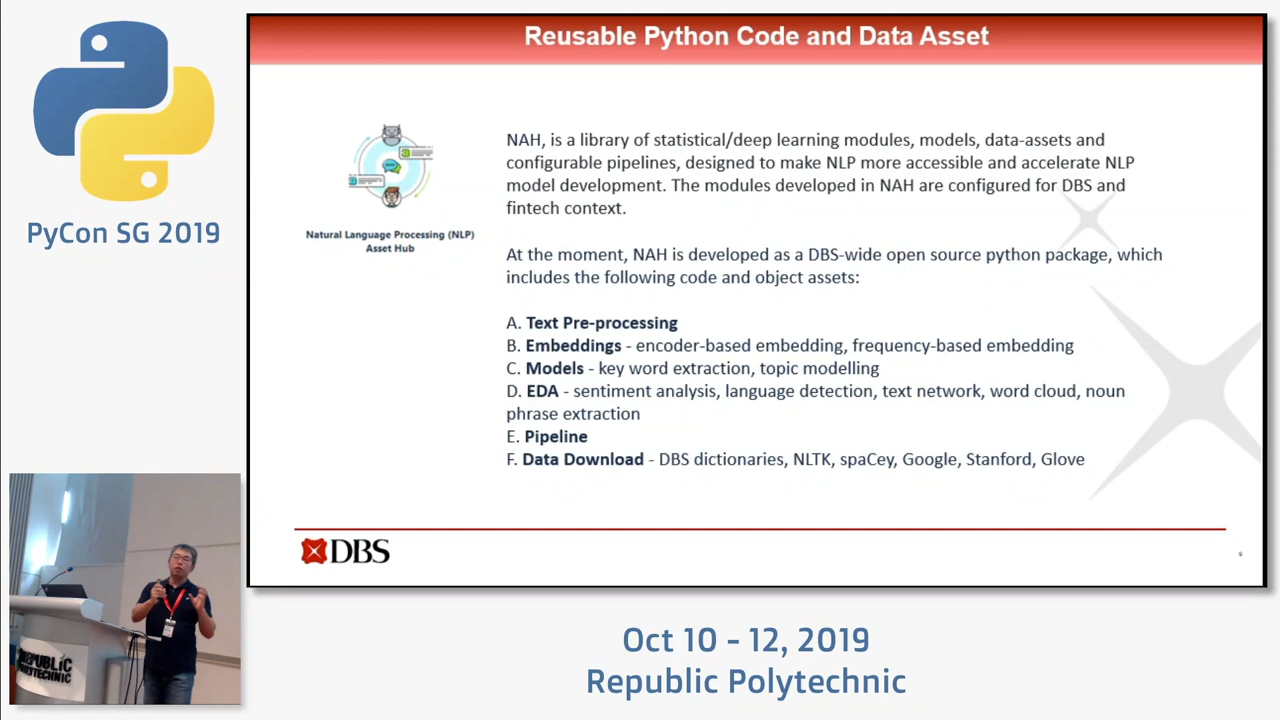 Reusable Python Code and Data Asset
PyCon SG 2019
Natural Language Processing (NLP)
Asset Hub
NAH, is a library of statistical/deep learning modules, models, data-assets and
configurable pipelines, designed to make NLP more accessible and accelerate NLP
model development. The modules developed in NAH are configured for DBS and
fintech context.
At the moment, NAH is developed as a DBS-wide open source python package, which
includes the following code and object assets:
A. Text Pre-processing
B. Embeddings - encoder-based embedding, frequency-based embedding
C. Models - key word extraction, topic modelling
D. EDA - sentiment analysis, language detection, text network, word cloud, noun
phrase extraction
E. Pipeline
F. Data Download - DBS dictionaries, NLTK, spaCey, Google, Stanford, Glove
DBS
9
REPUBLIC
POLYTECHNIC
Oct 10 - 12, 2019
Republic Polytechnic